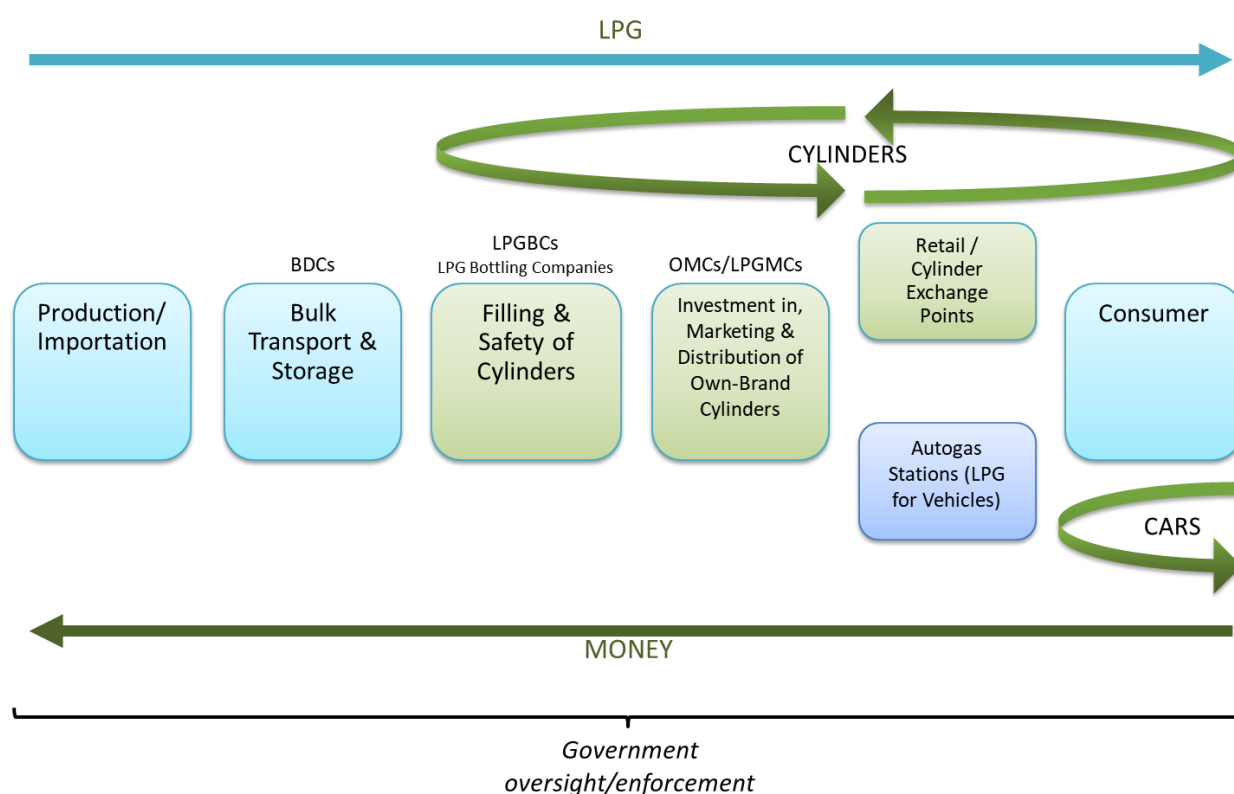 LPG
CYLINDERS
LPGBCs
LPG Bottling Companies
BDCs
OMCs/LPGMCs
Production/
Importation
Bulk
Transport &
Storage
Filling &
Safety of
Cylinders
Investment in,
Marketing &
Distribution of
Own-Brand
Cylinders
Retail /
Cylinder
Exchange
Points
Autogas
Stations (LPG
for Vehicles)
Consumer
CARS
MONEY
Government
oversight/enforcement